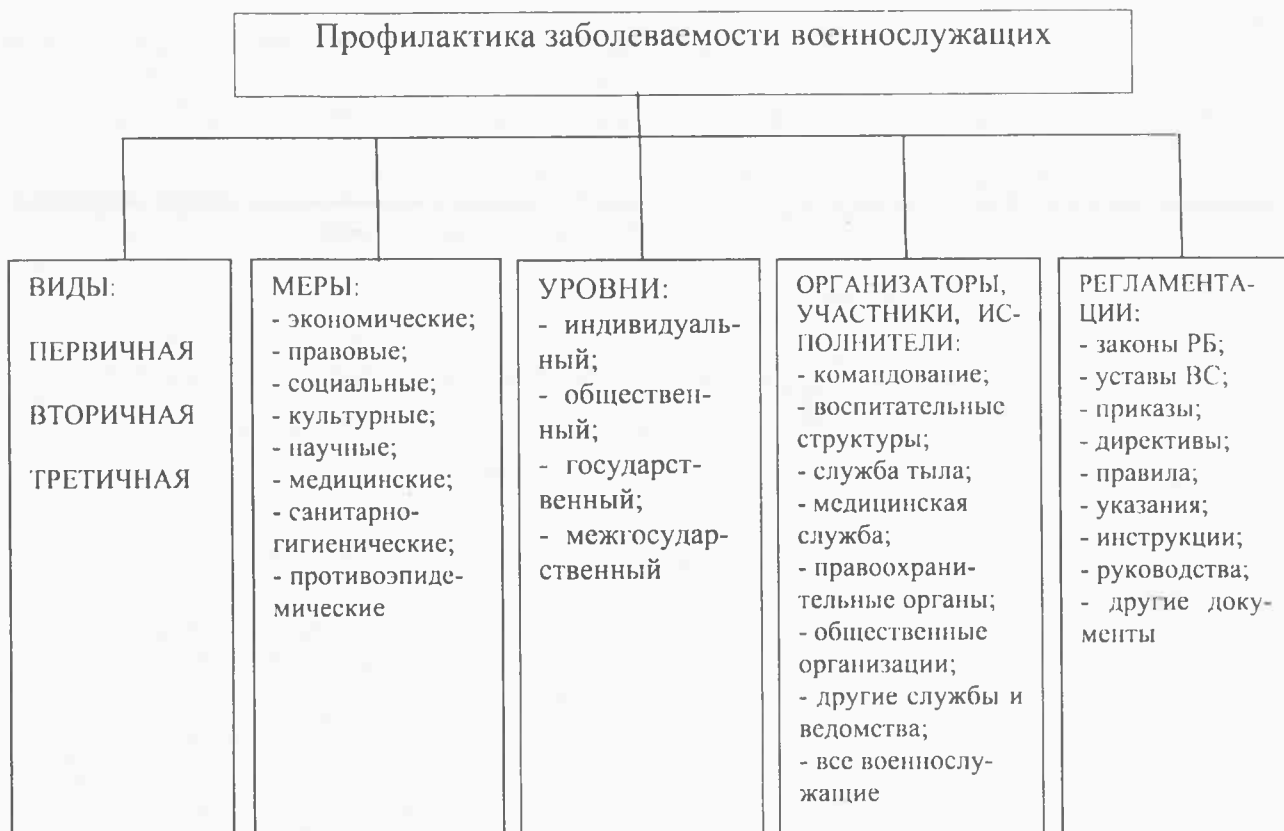 Профилактика заболеваемости военнослужащих
ВИДЫ:
ПЕРВИЧНАЯ
ВТОРИЧНАЯ
ТРЕТИЧНАЯ
МЕРЫ:
- экономические;
- правовые;
- социальные;
- культурные;
- научные;
- медицинские;
- санитарно-
гигиенические;
- противоэпиде-
мические
УРОВНИ:
- индивидуаль-
ный;
- обществен-
ный;
- государст-
венный;
- межгосудар-
ственный
ОРГАНИЗАТОРЫ,
УЧАСТНИКИ, ИС-
ПОЛНИТЕЛИ:
- командование;
- воспитательные
структуры;
- служба тыла;
- медицинская
служба;
- правоохрани-
тельные органы;
- общественные
организации;
- другие службы и
ведомства;
- все военнослу-
жащие
РЕГЛАМЕНТА-
ЦИИ:
- законы РБ;
- уставы ВС;
- приказы;
- директивы;
- правила;
- указания;
- инструкции;
- руководства;
- другие доку-
менты